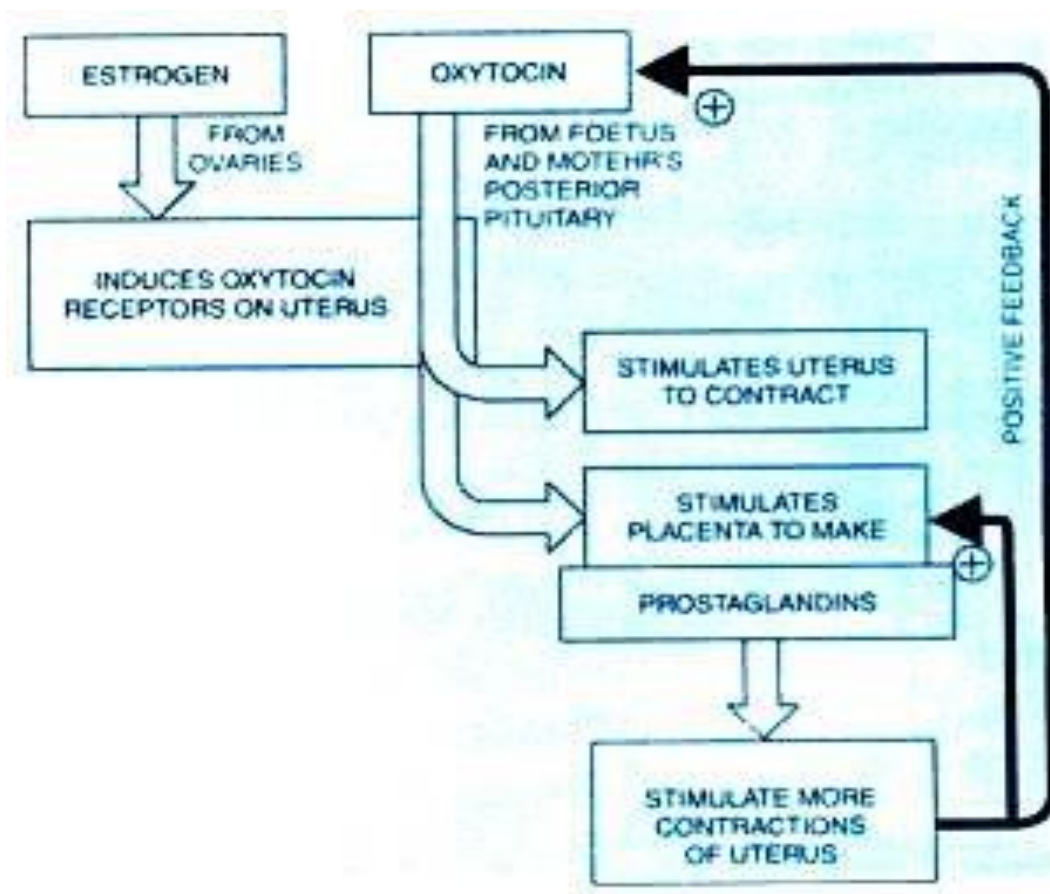 ESTROGEN
FROM
OVARIES
OXYTOCIN
FROM FOETUS
AND MOTEHR'S
POSTERIOR
PITUITARY
INDUCES OXYTOCIN
RECEPTORS ON UTERUS
STIMULATES UTERUS
TO CONTRACT
STIMULATES
PLACENTA TO MAKE
PROSTAGLANDINS
STIMULATE MORE
CONTRACTIONS
OF UTERUS
POSITIVE FEEDBACK
+
+